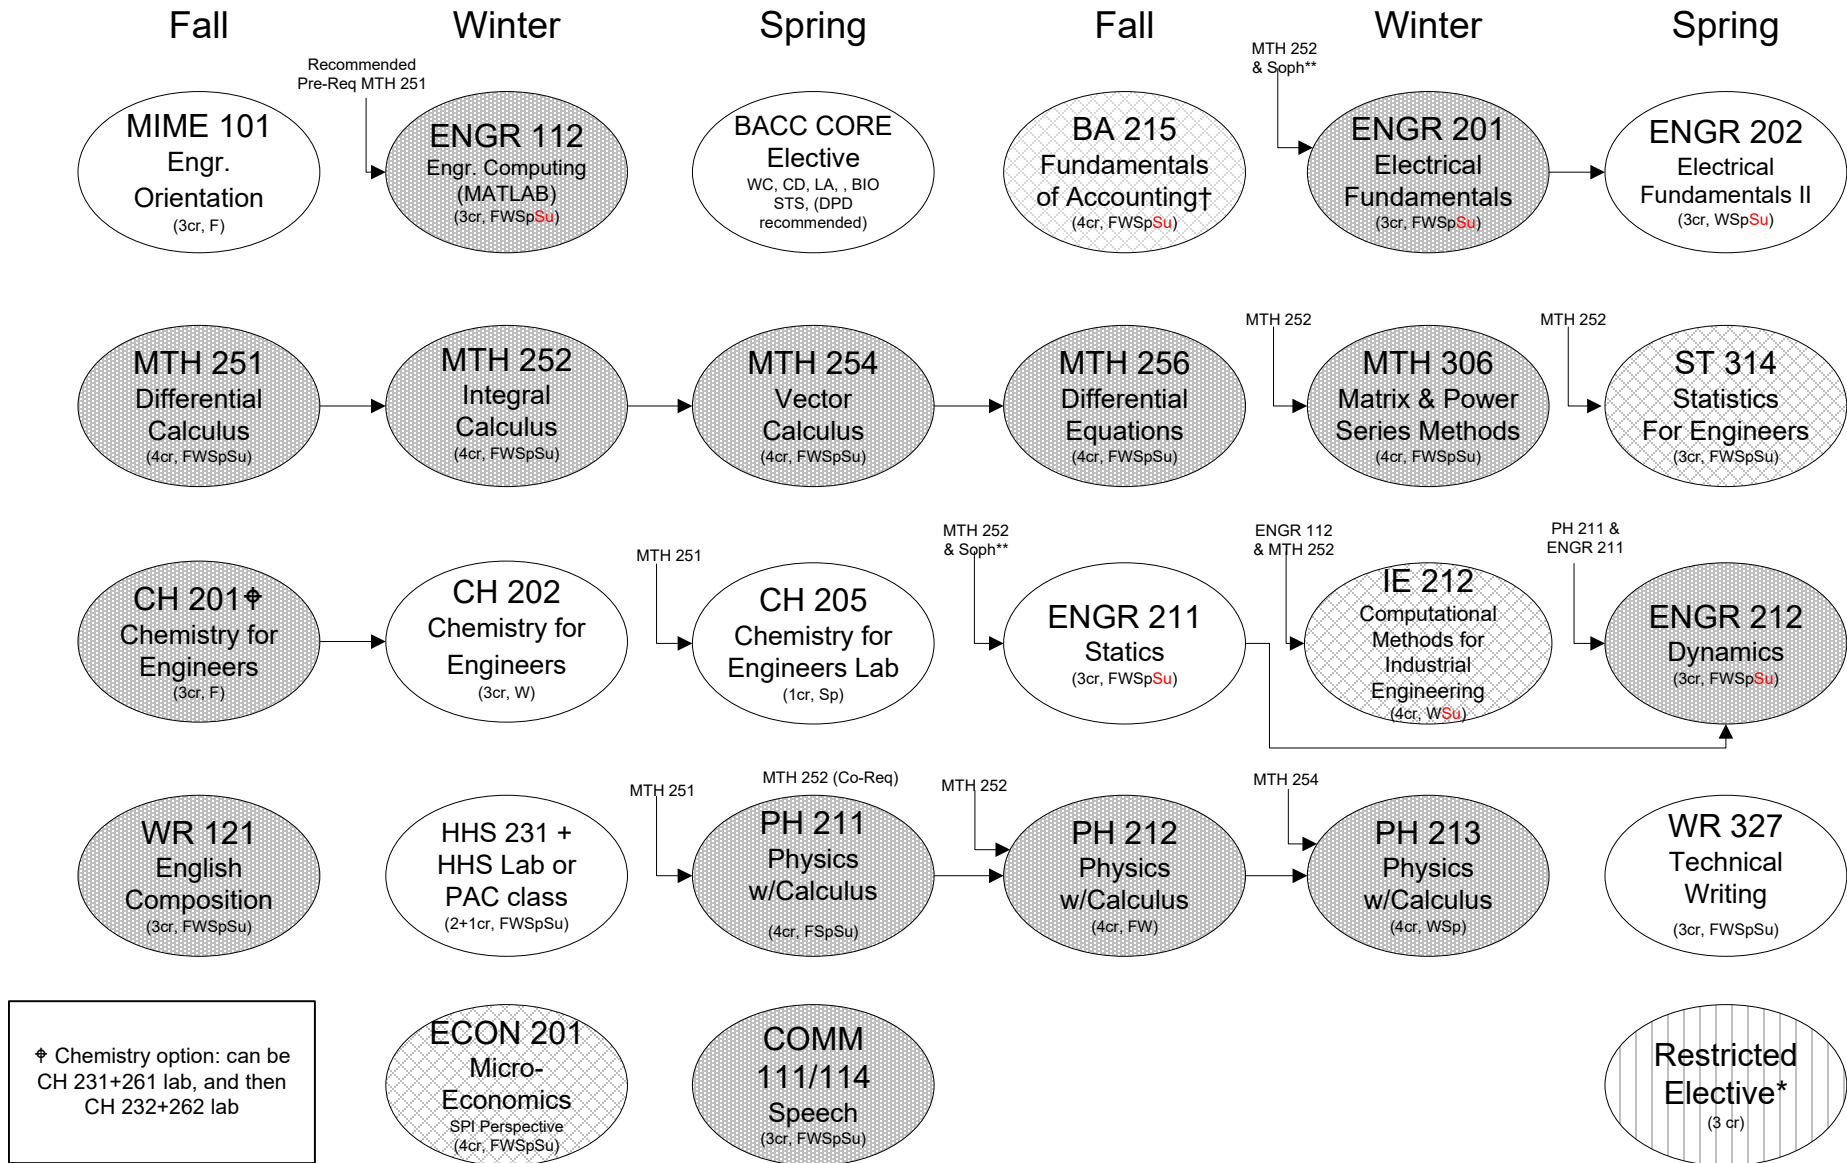 Fall
Winter
Spring
Fall
Winter
Spring
Recommended
Pre-Req MTH 251
MTH 252
& Soph**
MIME 101
Engr.
Orientation
(3cr, F)
ENGR 112
Engr. Computing
(MATLAB)
(3cr, FWSpSu)
BACC CORE
Elective
WC, CD, LA, , BIO
STS, (DPD
recommended)
BA 215
Fundamentals
of Accounting†
(4cr, FWSpSu)
ENGR 201
Electrical
Fundamentals
(3cr, FWSpSu)
ENGR 202
Electrical
Fundamentals II
(3cr, WSpSu)
MTH 252
MTH 252
MTH 251
Differential
Calculus
(4cr, FWSpSu)
MTH 252
Integral
Calculus
(4cr, FWSpSu)
MTH 254
Vector
Calculus
(4cr, FWSpSu)
MTH 256
Differential
Equations
(4cr, FWSpSu)
MTH 306
Matrix & Power
Series Methods
(4cr, FWSpSu)
ST 314
Statistics
For Engineers
(3cr, FWSpSu)
MTH 251
MTH 252
& Soph**
ENGR 112
& MTH 252
PH 211 &
ENGR 211
CH 201⌖
Chemistry for
Engineers
(3cr, F)
CH 202
Chemistry for
Engineers
(3cr, W)
CH 205
Chemistry for
Engineers Lab
(1cr, Sp)
ENGR 211
Statics
(3cr, FWSpSu)
IE 212
Computational
Methods for
Industrial
Engineering
(4cr, WSu)
ENGR 212
Dynamics
(3cr, FWSpSu)
MTH 251
MTH 252 (Co-Req)
MTH 252
MTH 254
WR 121
English
Composition
(3cr, FWSpSu)
HHS 231 +
HHS Lab or
PAC class
(2+1cr, FWSpSu)
PH 211
Physics
w/Calculus
(4cr, FSpSu)
PH 212
Physics
w/Calculus
(4cr, FW)
PH 213
Physics
w/Calculus
(4cr, WSp)
WR 327
Technical
Writing
(3cr, FWSpSu)
⌖ Chemistry option: can be
CH 231+261 lab, and then
CH 232+262 lab
ECON 201
Micro-
Economics
SPI Perspective
(4cr, FWSpSu)
COMM
111/114
Speech
(3cr, FWSpSu)
Restricted
Elective*
(3 cr)